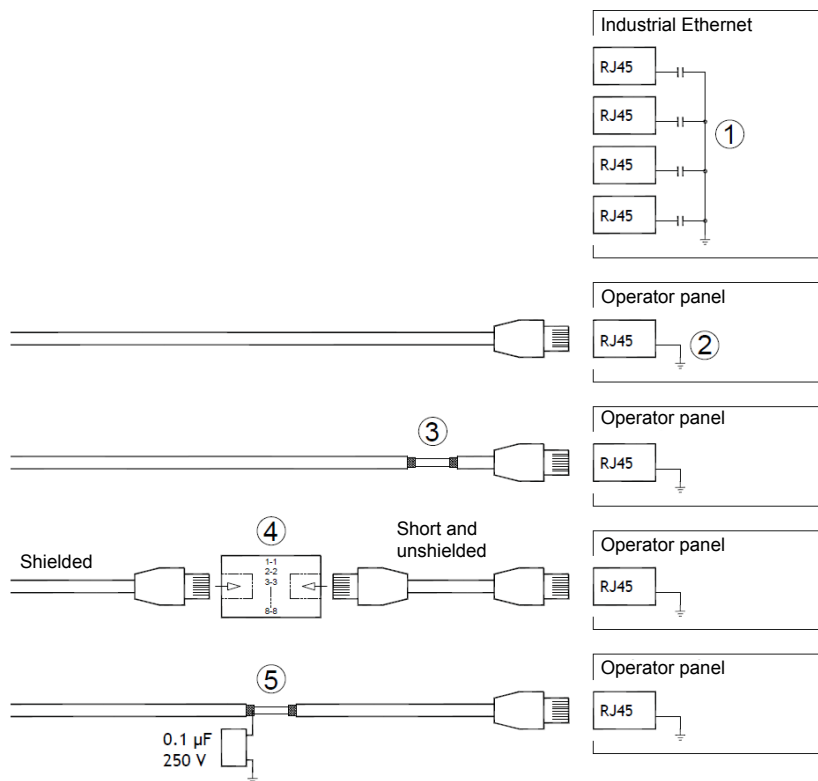 Industrial Ethernet
RJ45
RJ45
1
RJ45
RJ45
Operator panel
RJ45
2
Operator panel
3
RJ45
4
Short and
unshielded
Operator panel
Shielded
1-1
2-2
3-3
8-8
RJ45
Operator panel
5
RJ45
0.1 µF
250 V